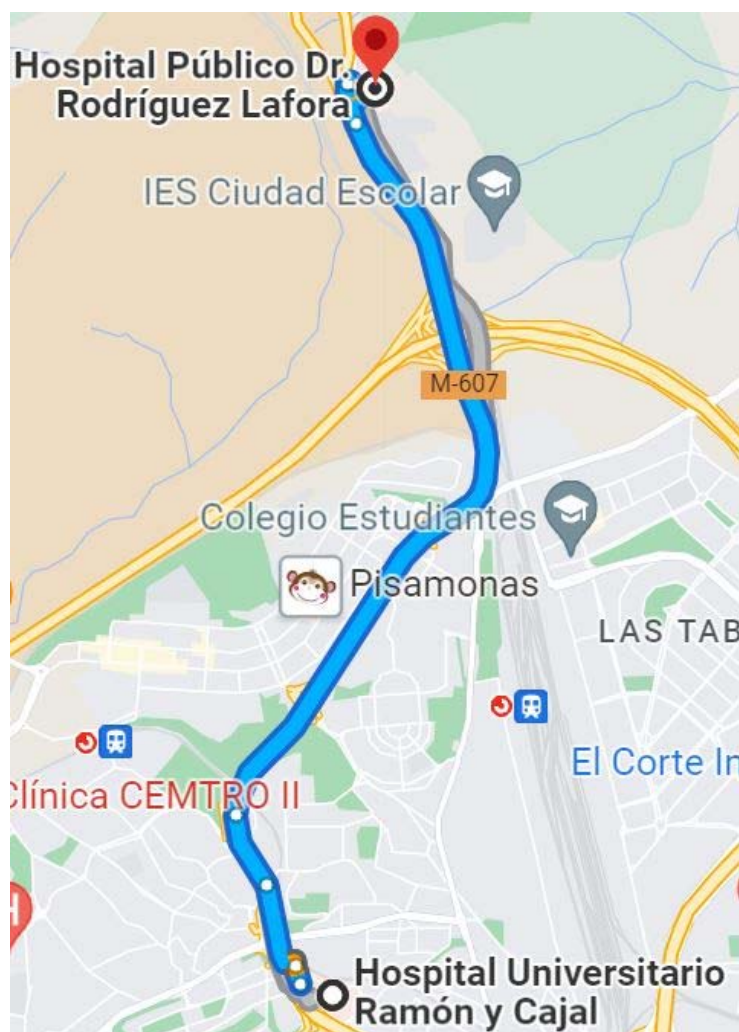 Hospital Público Dr.
Rodríguez Lafora
IES Ciudad Escolar
M-607
Colegio Estudiantes
Pisamonas
LAS TAB
El Corte In
Clínica CEMTRO II
H
Hospital Universitario
Ramón y Cajal